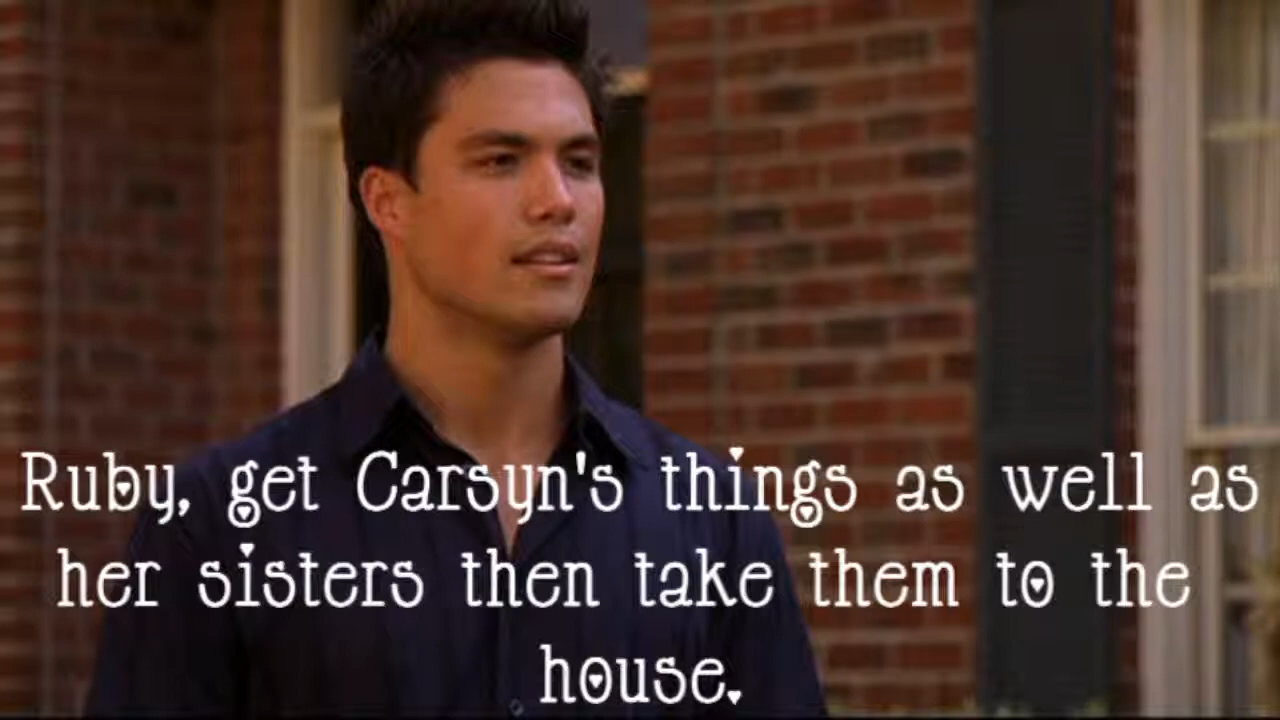 Ruby, get Carsyn's things as well as
her sisters then take them to the
house.